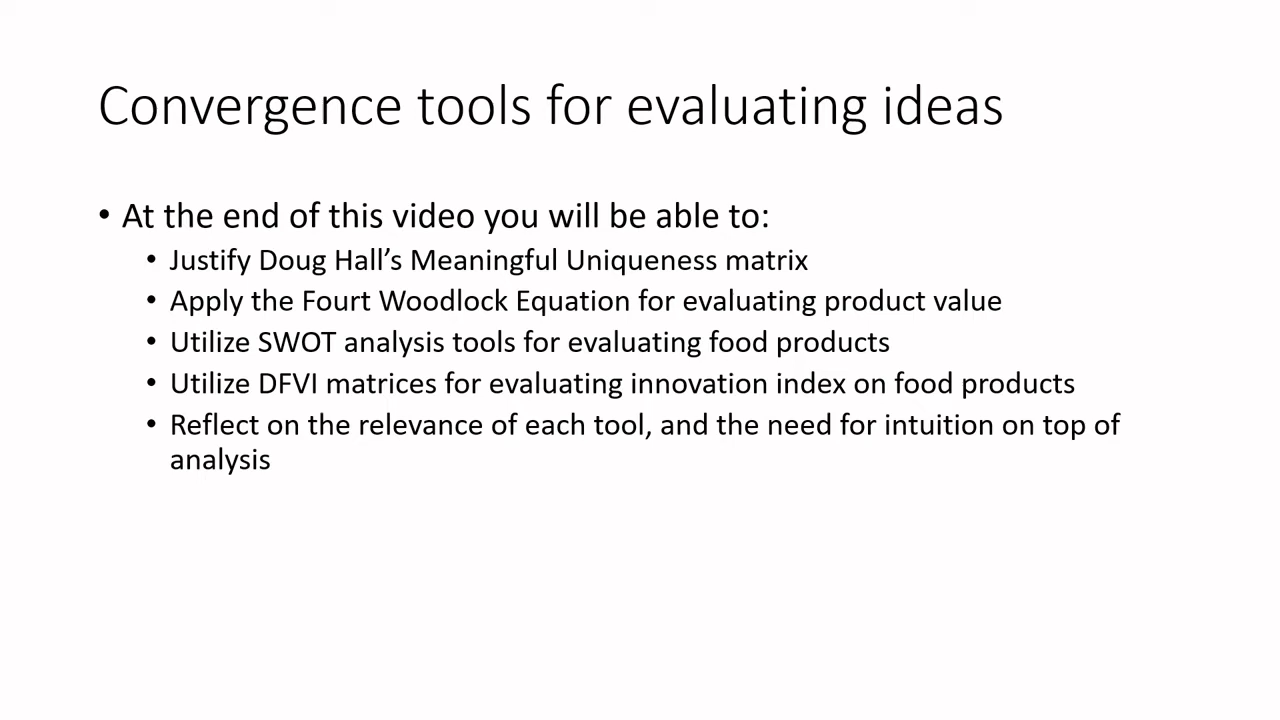 Convergence tools for evaluating ideas
• At the end of this video you will be able to:
• Justify Doug Hall’s Meaningful Uniqueness matrix
• Apply the Fourt Woodlock Equation for evaluating product value
• Utilize SWOT analysis tools for evaluating food products
• Utilize DFVI matrices for evaluating innovation index on food products
• Reflect on the relevance of each tool, and the need for intuition on top of
analysis